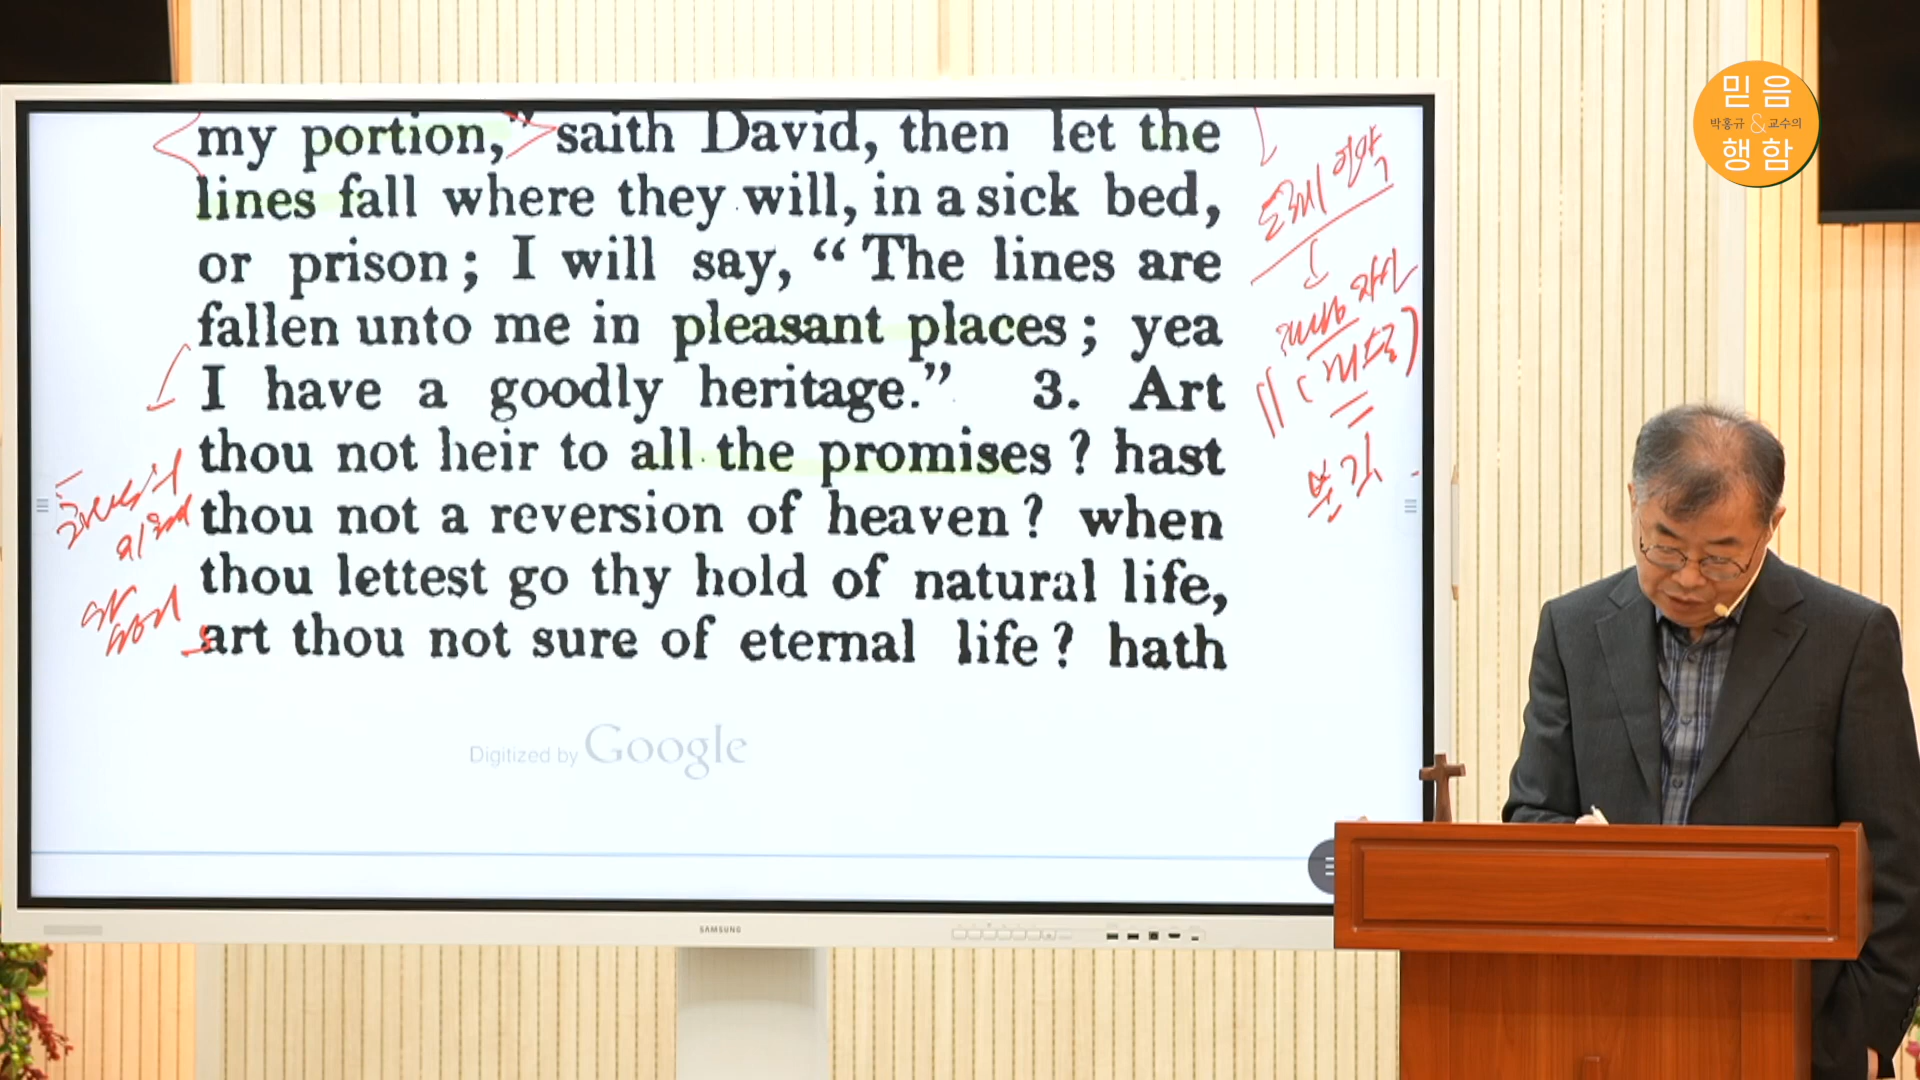 my portion," saith David, then let the
lines fall where they will, in a sick bed,
or prison; I will say, "The lines are
fallen unto me in pleasant places; yea
I have a goodly heritage." 3. Art
thou not heir to all the promises? hast
thou not a reversion of heaven? when
thou lettest go thy hold of natural life,
art thou not sure of eternal life? hath
Digitized by Google
SAMSUNG
믿음
박홍규 & 교수의
행함